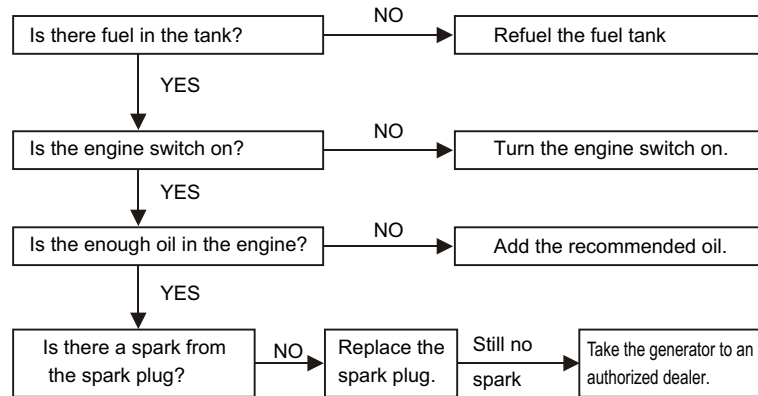 Is there fuel in the tank?
NO
Refuel the fuel tank
YES
Is the engine switch on?
NO
Turn the engine switch on.
YES
Is the enough oil in the engine?
NO
Add the recommended oil.
YES
Is there a spark from
the spark plug?
NO
Replace the
spark plug.
Still no
spark
Take the generator to an
authorized dealer.